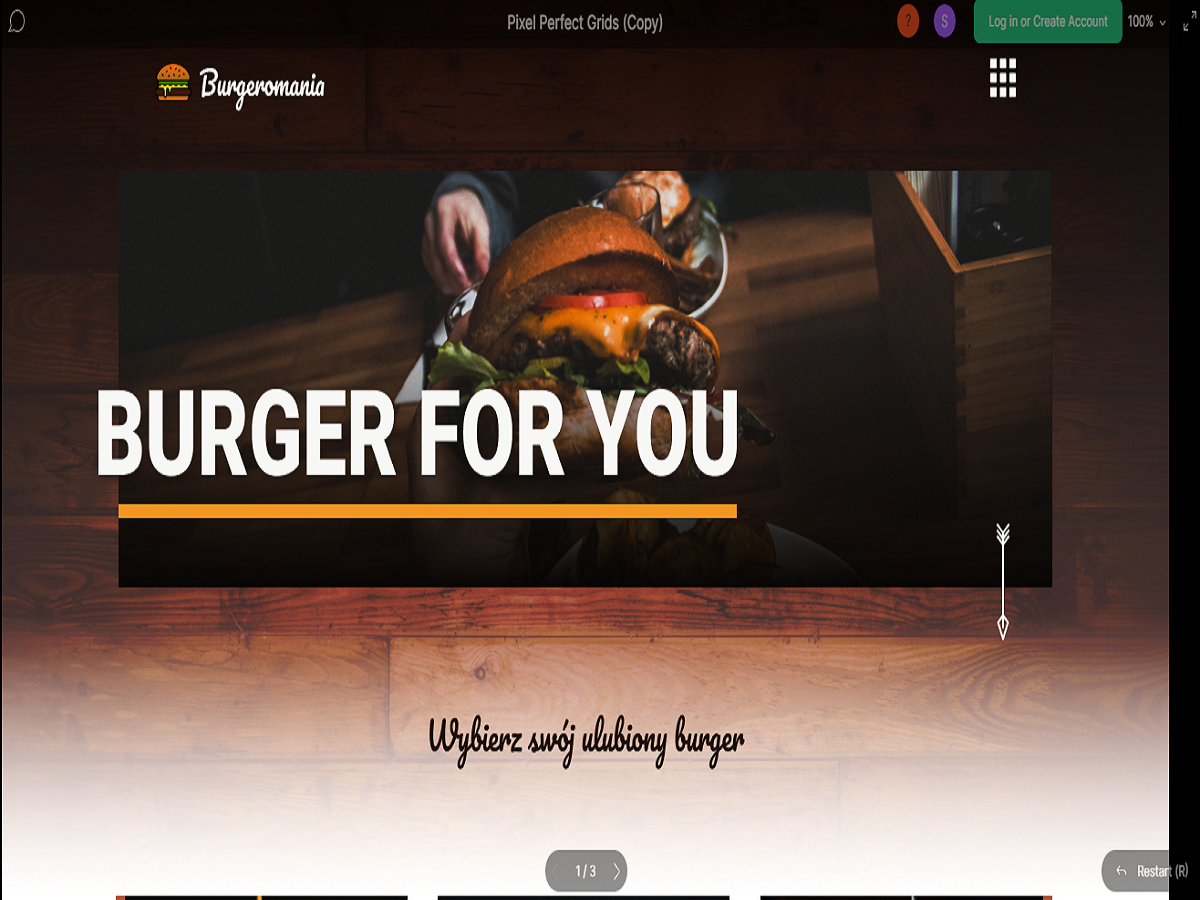 Pixel Perfect Grids (Copy)
? S Log in or Create Account 100%
Burgeromania
BURGER FOR YOU
Wybierz swój ulubiony burger
1 / 3
Restart (R)